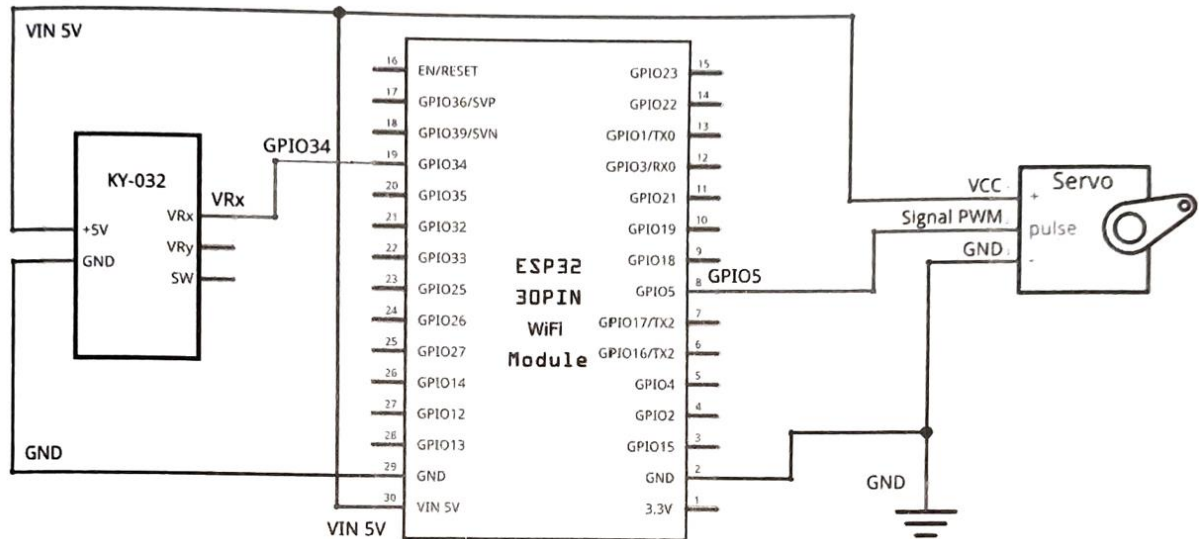 VIN 5V
KY-032
+5V
GND
VRx
VRy
SW
VRx
GPIO34
GND
VIN 5V
16
EN/RESET
17
GPIO36/SVP
18
GPIO39/SVN
19
GPIO34
20
GPIO35
21
GPIO32
22
GPIO33
23
GPIO25
24
GPIO26
25
GPIO27
26
GPIO14
27
GPIO12
28
GPIO13
29
GND
30
VIN 5V
ESP32
30PIN
WiFi
Module
GPIO23
15
GPIO22
14
GPIO1/TX0
13
GPIO3/RX0
12
GPIO21
11
GPIO19
10
GPIO18
9
GPIO5
8
GPIO17/TX2
7
GPIO16/TX2
6
GPIO4
5
GPIO2
4
GPIO15
3
GND
2
3.3V
1
GPIO5
VCC
Signal PWM
GND
Servo
+
pulse
-
GND